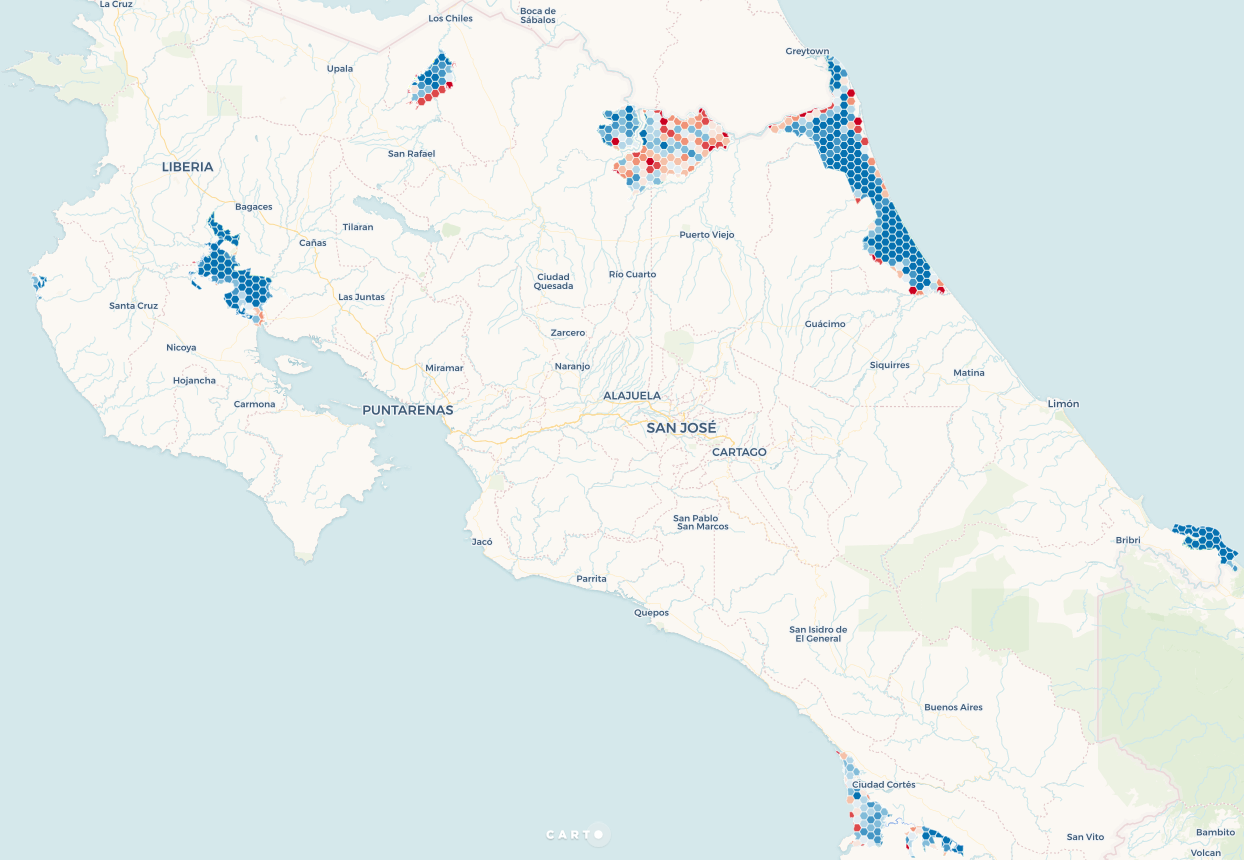 La Cruz
Los Chiles
Boca de
Sábalos
Greytown
Upala
San Rafael
LIBERIA
Bagaces
Tilaran
Cañas
Puerto Viejo
Ciudad
Quesada
Río Cuarto
Santa Cruz
Las Juntas
Guácimo
Zarcero
Nicoya
Miramar
Naranjo
Siquirres
Matina
Hojancha
Carmona
PUNTARENAS
ALAJUELA
Limón
SAN JOSÉ
CARTAGO
San Pablo
San Marcos
Jacó
Bribri
Parrita
Quepos
San Isidro de
El General
Buenos Aires
Ciudad Cortés
CARTO
San Vito
Bambito
Volcan